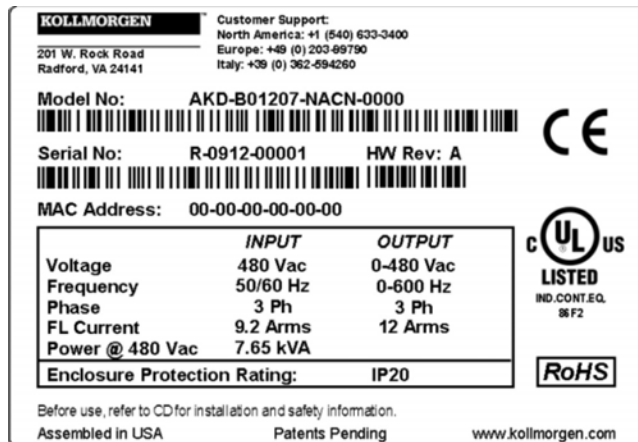 KOLLMORGEN
201 W. Rock Road
Radford, VA 24141
Customer Support:
North America: +1 (540) 633-3400
Europe: +49 (0) 203-99790
Italy: +39 (0) 362-594260
Model No: AKD-B01207-NACN-0000
Serial No: R-0912-00001 HW Rev: A
MAC Address: 00-00-00-00-00-00
INPUT OUTPUT
Voltage 480 Vac 0-480 Vac
Frequency 50/60 Hz 0-600 Hz
Phase 3 Ph 3 Ph
FL Current 9.2 Arms 12 Arms
Power @ 480 Vac 7.65 kVA
Enclosure Protection Rating: IP20
CE
C UL US
LISTED
IND.CONT.EQ.
86F2
RoHS
Before use, refer to CD for installation and safety information.
Assembled in USA Patents Pending www.kollmorgen.com